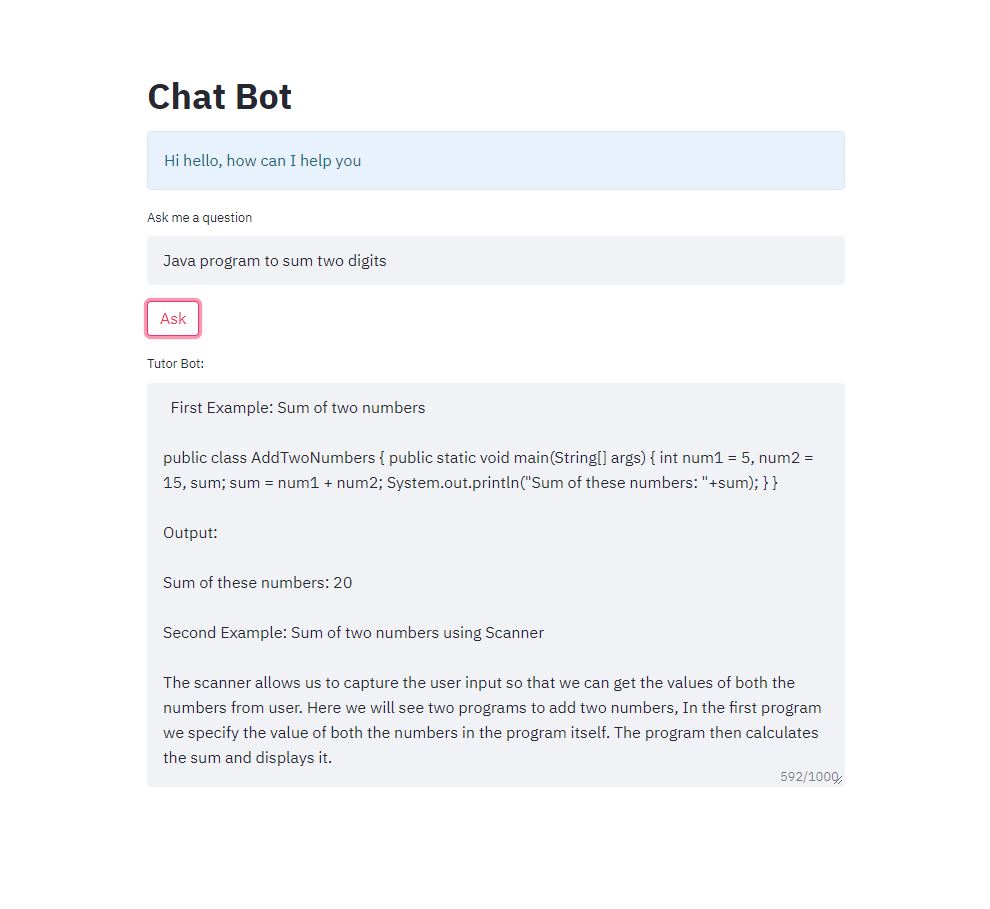 Chat Bot
Hi hello, how can I help you
Ask me a question
Java program to sum two digits
Ask
Tutor Bot:
First Example: Sum of two numbers
public class AddTwoNumbers { public static void main(String[] args) { int num1 = 5, num2 =
15, sum; sum = num1 + num2; System.out.println("Sum of these numbers: "+sum); } }
Output:
Sum of these numbers: 20
Second Example: Sum of two numbers using Scanner
The scanner allows us to capture the user input so that we can get the values of both the
numbers from user. Here we will see two programs to add two numbers, In the first program
we specify the value of both the numbers in the program itself. The program then calculates
the sum and displays it.
592/1000